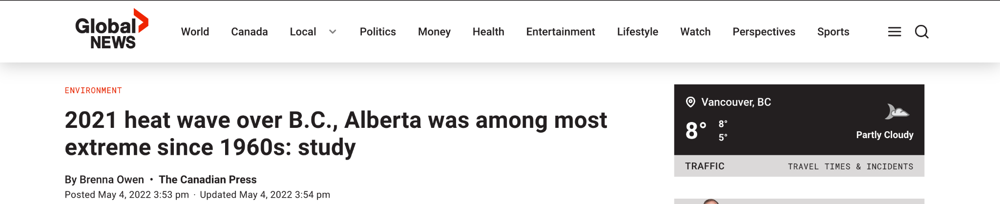 Global
NEWS
World Canada Local Politics Money Health Entertainment Lifestyle Watch Perspectives Sports
ENVIRONMENT
2021 heat wave over B.C., Alberta was among most
extreme since 1960s: study
By Brenna Owen • The Canadian Press
Posted May 4, 2022 3:53 pm · Updated May 4, 2022 3:54 pm
Vancouver, BC
8° 8°
5°
Partly Cloudy
TRAFFIC TRAVEL TIMES & INCIDENTS